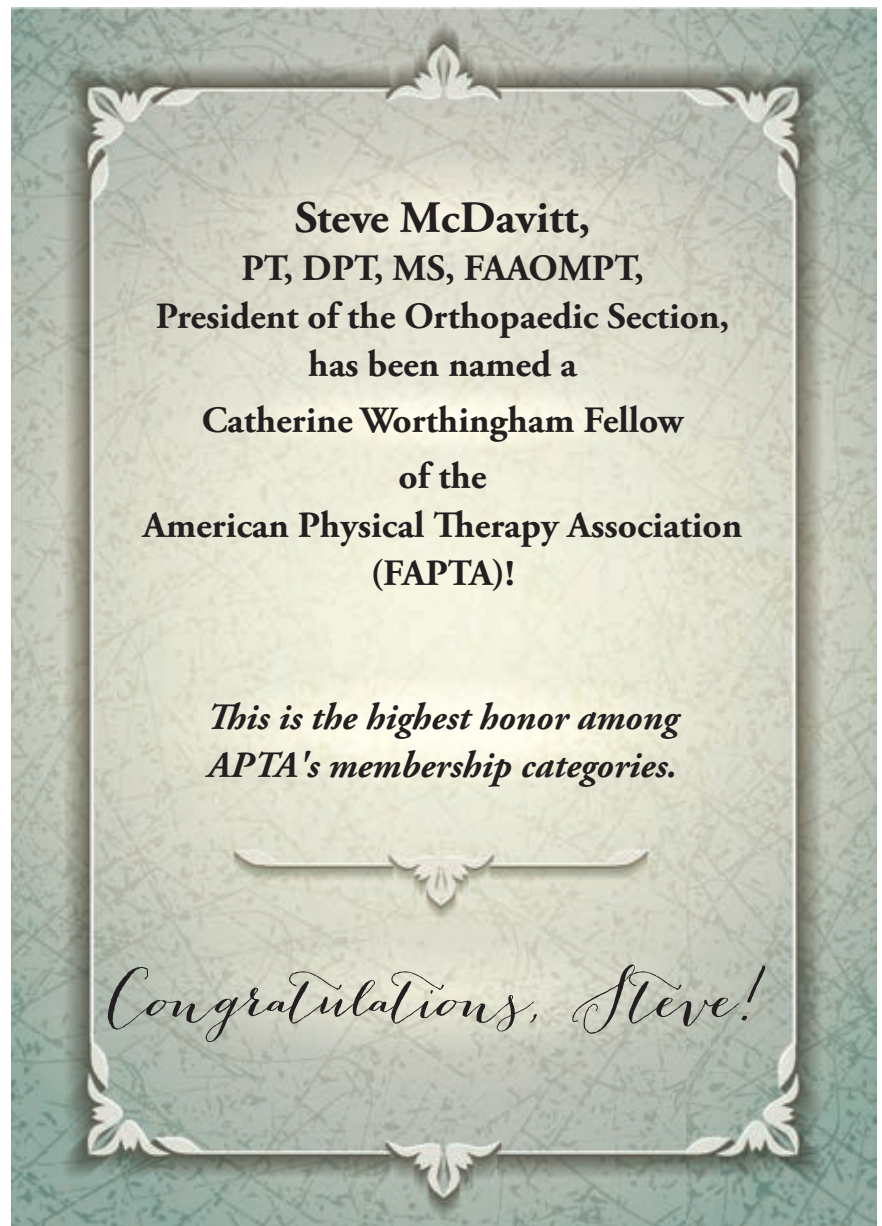 Steve McDavitt,
PT, DPT, MS, FAAOMPT,
President of the Orthopaedic Section,
has been named a
Catherine Worthingham Fellow
of the
American Physical Therapy Association
(FAPTA)!
This is the highest honor among
APTA's membership categories.
Congratulations, Steve!